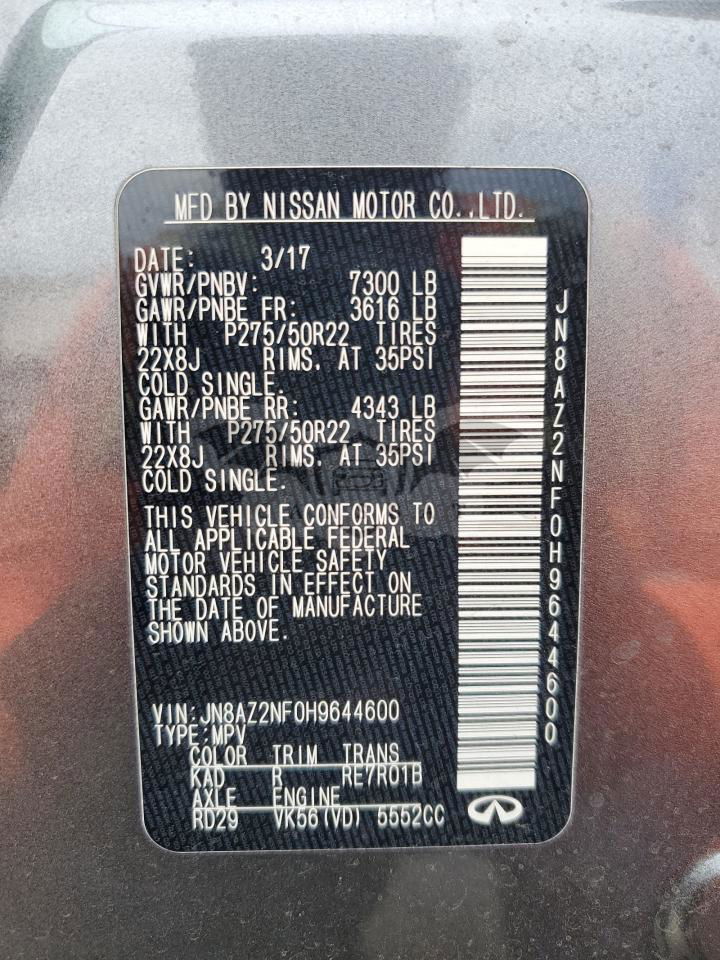 MFD BY NISSAN MOTOR CO.,LTD.
DATE: 3/17
GVWR/PNBV: 7300 LB
GAWR/PNBE FR: 3616 LB
WITH P275/50R22 TIRES
22X8J RIMS, AT 35PSI
COLD SINGLE.
GAWR/PNBE RR: 4343 LB
WITH P275/50R22 TIRES
22X8J RIMS, AT 35PSI
COLD SINGLE.
THIS VEHICLE CONFORMS TO
ALL APPLICABLE FEDERAL
MOTOR VEHICLE SAFETY
STANDARDS IN EFFECT ON
THE DATE OF MANUFACTURE
SHOWN ABOVE.
VIN:JN8AZ2NF0H9644600
TYPE:MPV
COLOR TRIM TRANS
KAD R RE7R01B
AXLE ENGINE
RD29 VK56(VD) 5552CC
JN8AZ2NF0H9644600